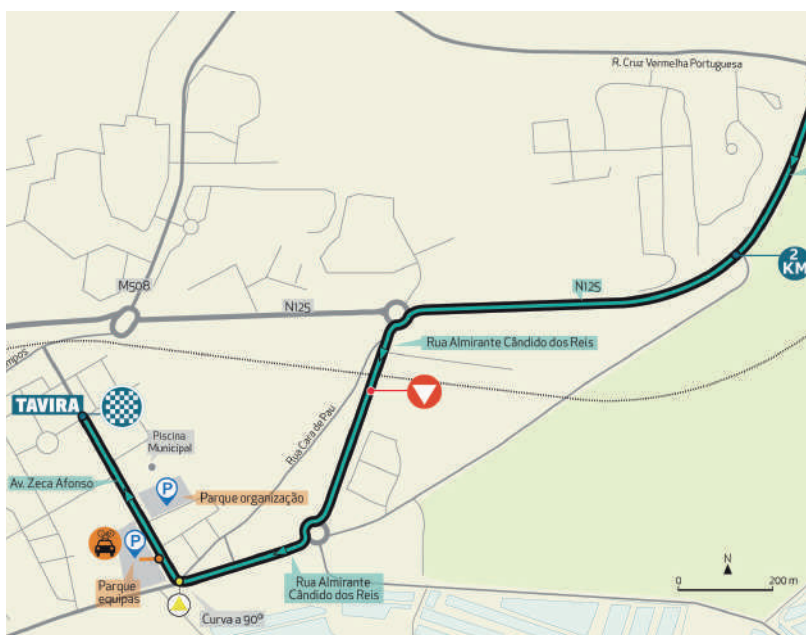 R. Cruz Vermelha Portuguesa
2
KM
M508
N125
N125
Rua Almirante Cândido dos Reis
mpos
TAVIRA
Rua Cara de Pau
Piscina
Municipal
Av. Zeca Afonso
P
Parque organização
P
Parque
equipas
Rua Almirante
Cândido dos Reis
Curva a 90º
N
0
200 m